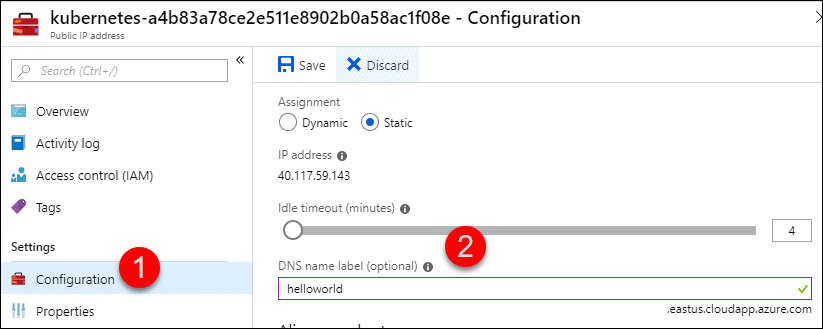 kubernetes-a4b83a78ce2e511e8902b0a58ac1f08e - Configuration
Public IP address
Search (Ctrl+/)
«
Overview
Activity log
Access control (IAM)
Tags
Settings
Configuration
1
Properties
Save
Discard
Assignment
Dynamic
Static
IP address
40.117.59.143
Idle timeout (minutes)
4
2
DNS name label (optional)
helloworld
.eastus.cloudapp.azure.com